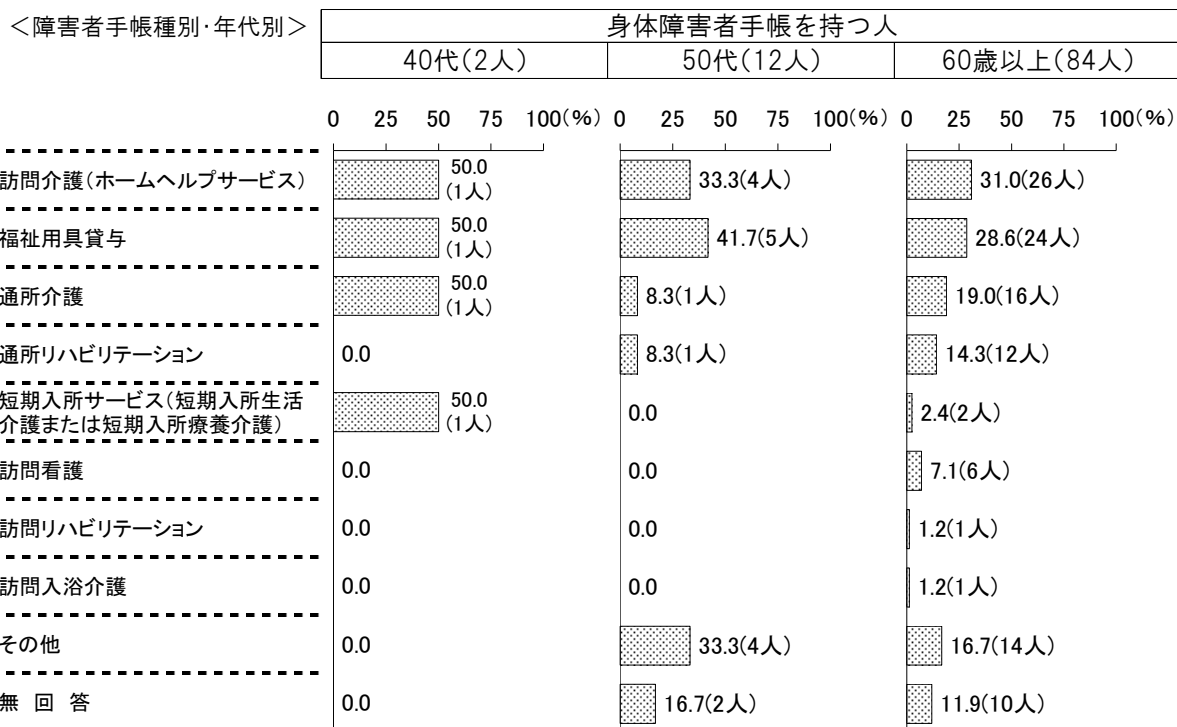 <障害者手帳種別·年代別>
身体障害者手帳を持つ人
40代(2人) 50代(12人) 60歳以上(84人)
0 25 50 75 100(%) 0 25 50 75 100(%) 0 25 50 75 100(%)
訪問介護(ホームヘルプサービス) 50.0 (1人) 33.3(4人) 31.0(26人)
福祉用具貸与 50.0 (1人) 41.7(5人) 28.6(24人)
通所介護 50.0 (1人) 8.3(1人) 19.0(16人)
通所リハビリテーション 0.0 8.3(1人) 14.3(12人)
短期入所サービス(短期入所生活
介護または短期入所療養介護) 50.0 (1人) 0.0 2.4(2人)
訪問看護 0.0 0.0 7.1(6人)
訪問リハビリテーション 0.0 0.0 1.2(1人)
訪問入浴介護 0.0 0.0 1.2(1人)
その他 0.0 33.3(4人) 16.7(14人)
無 回 答 0.0 16.7(2人) 11.9(10人)